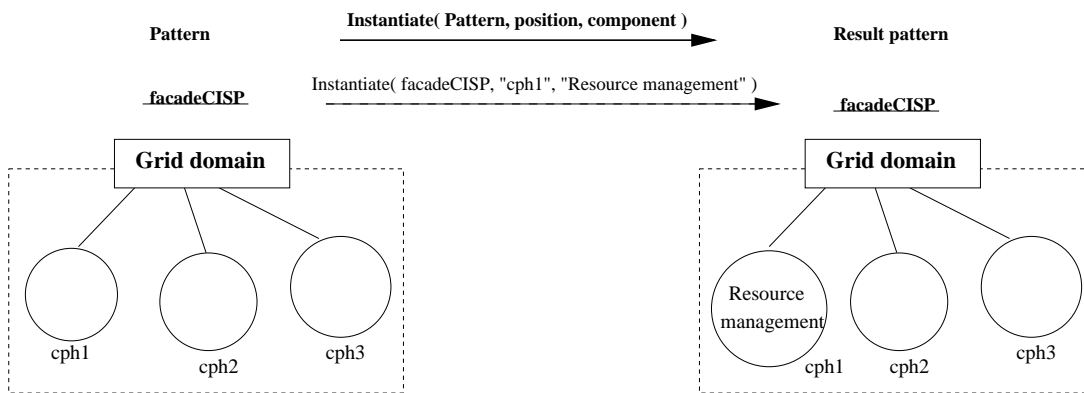 Instantiate( Pattern, position, component )
Pattern
Result pattern
Instantiate( facadeCISP, "cph1", "Resource management" )
facadeCISP
facadeCISP
Grid domain
Grid domain
Resource
management
cph1
cph2
cph3
cph1
cph2
cph3